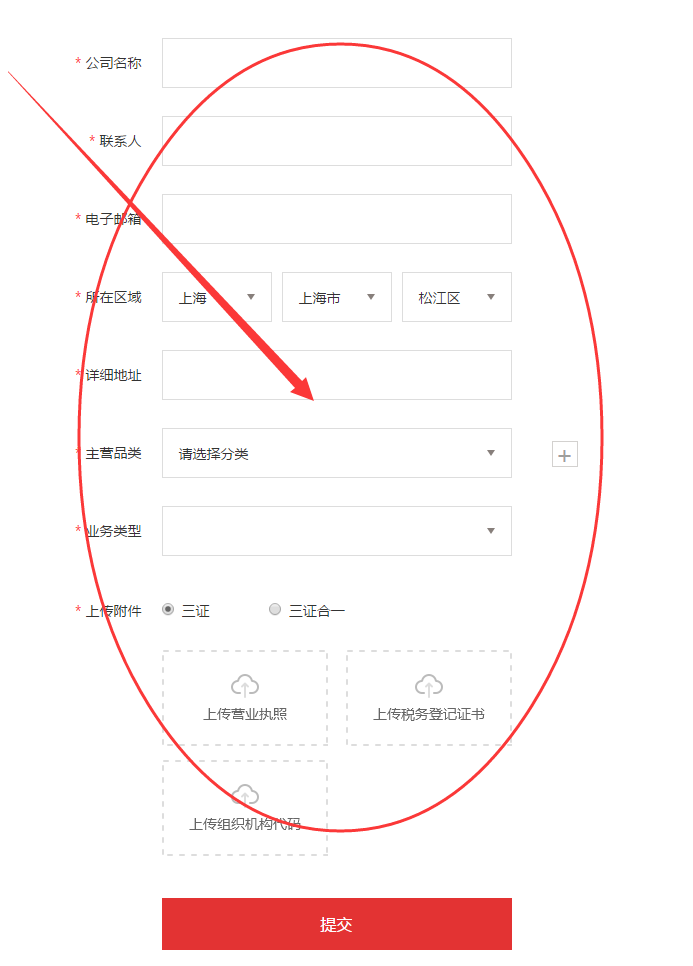 * 公司名称
* 联系人
* 电子邮箱
* 所在区域 上海 上海市 松江区
* 详细地址
* 主营品类 请选择分类 +
* 业务类型
* 上传附件 三证 三证合一
上传营业执照 上传税务登记证书
上传组织机构代码
提交